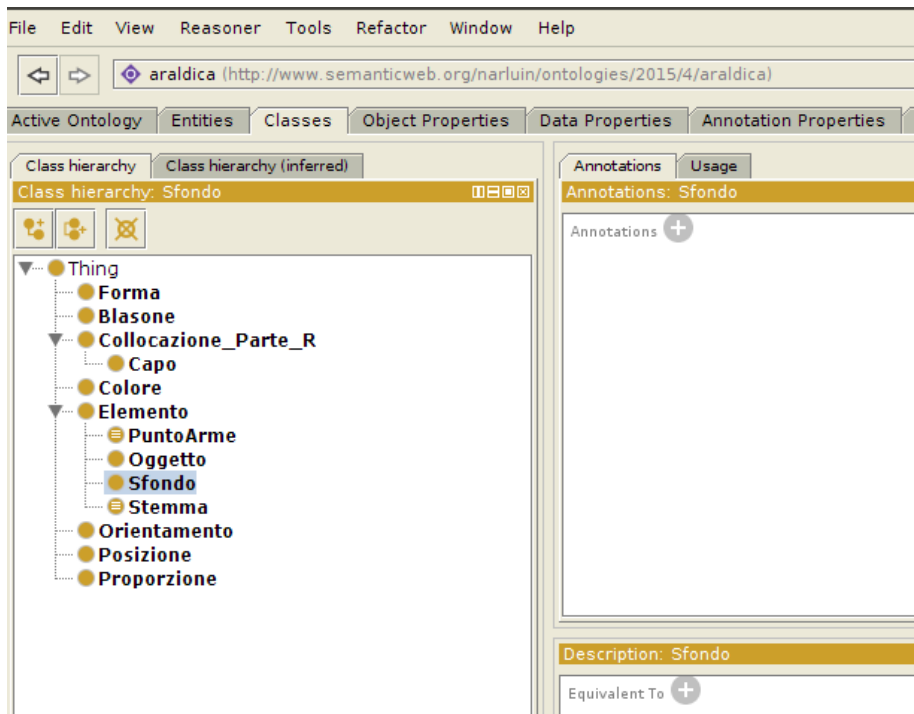 File Edit View Reasoner Tools Refactor Window Help
araldica (http://www.semanticweb.org/narluin/ontologies/2015/4/araldica)
Active Ontology Entities Classes Object Properties Data Properties Annotation Properties
Class hierarchy Class hierarchy (inferred)
Class hierarchy: Sfondo
Thing
Forma
Blasone
Collocazione_Parte_R
Capo
Colore
Elemento
PuntoArme
Oggetto
Sfondo
Stemma
Orientamento
Posizione
Proporzione
Annotations Usage
Annotations: Sfondo
Annotations
Description: Sfondo
Equivalent To